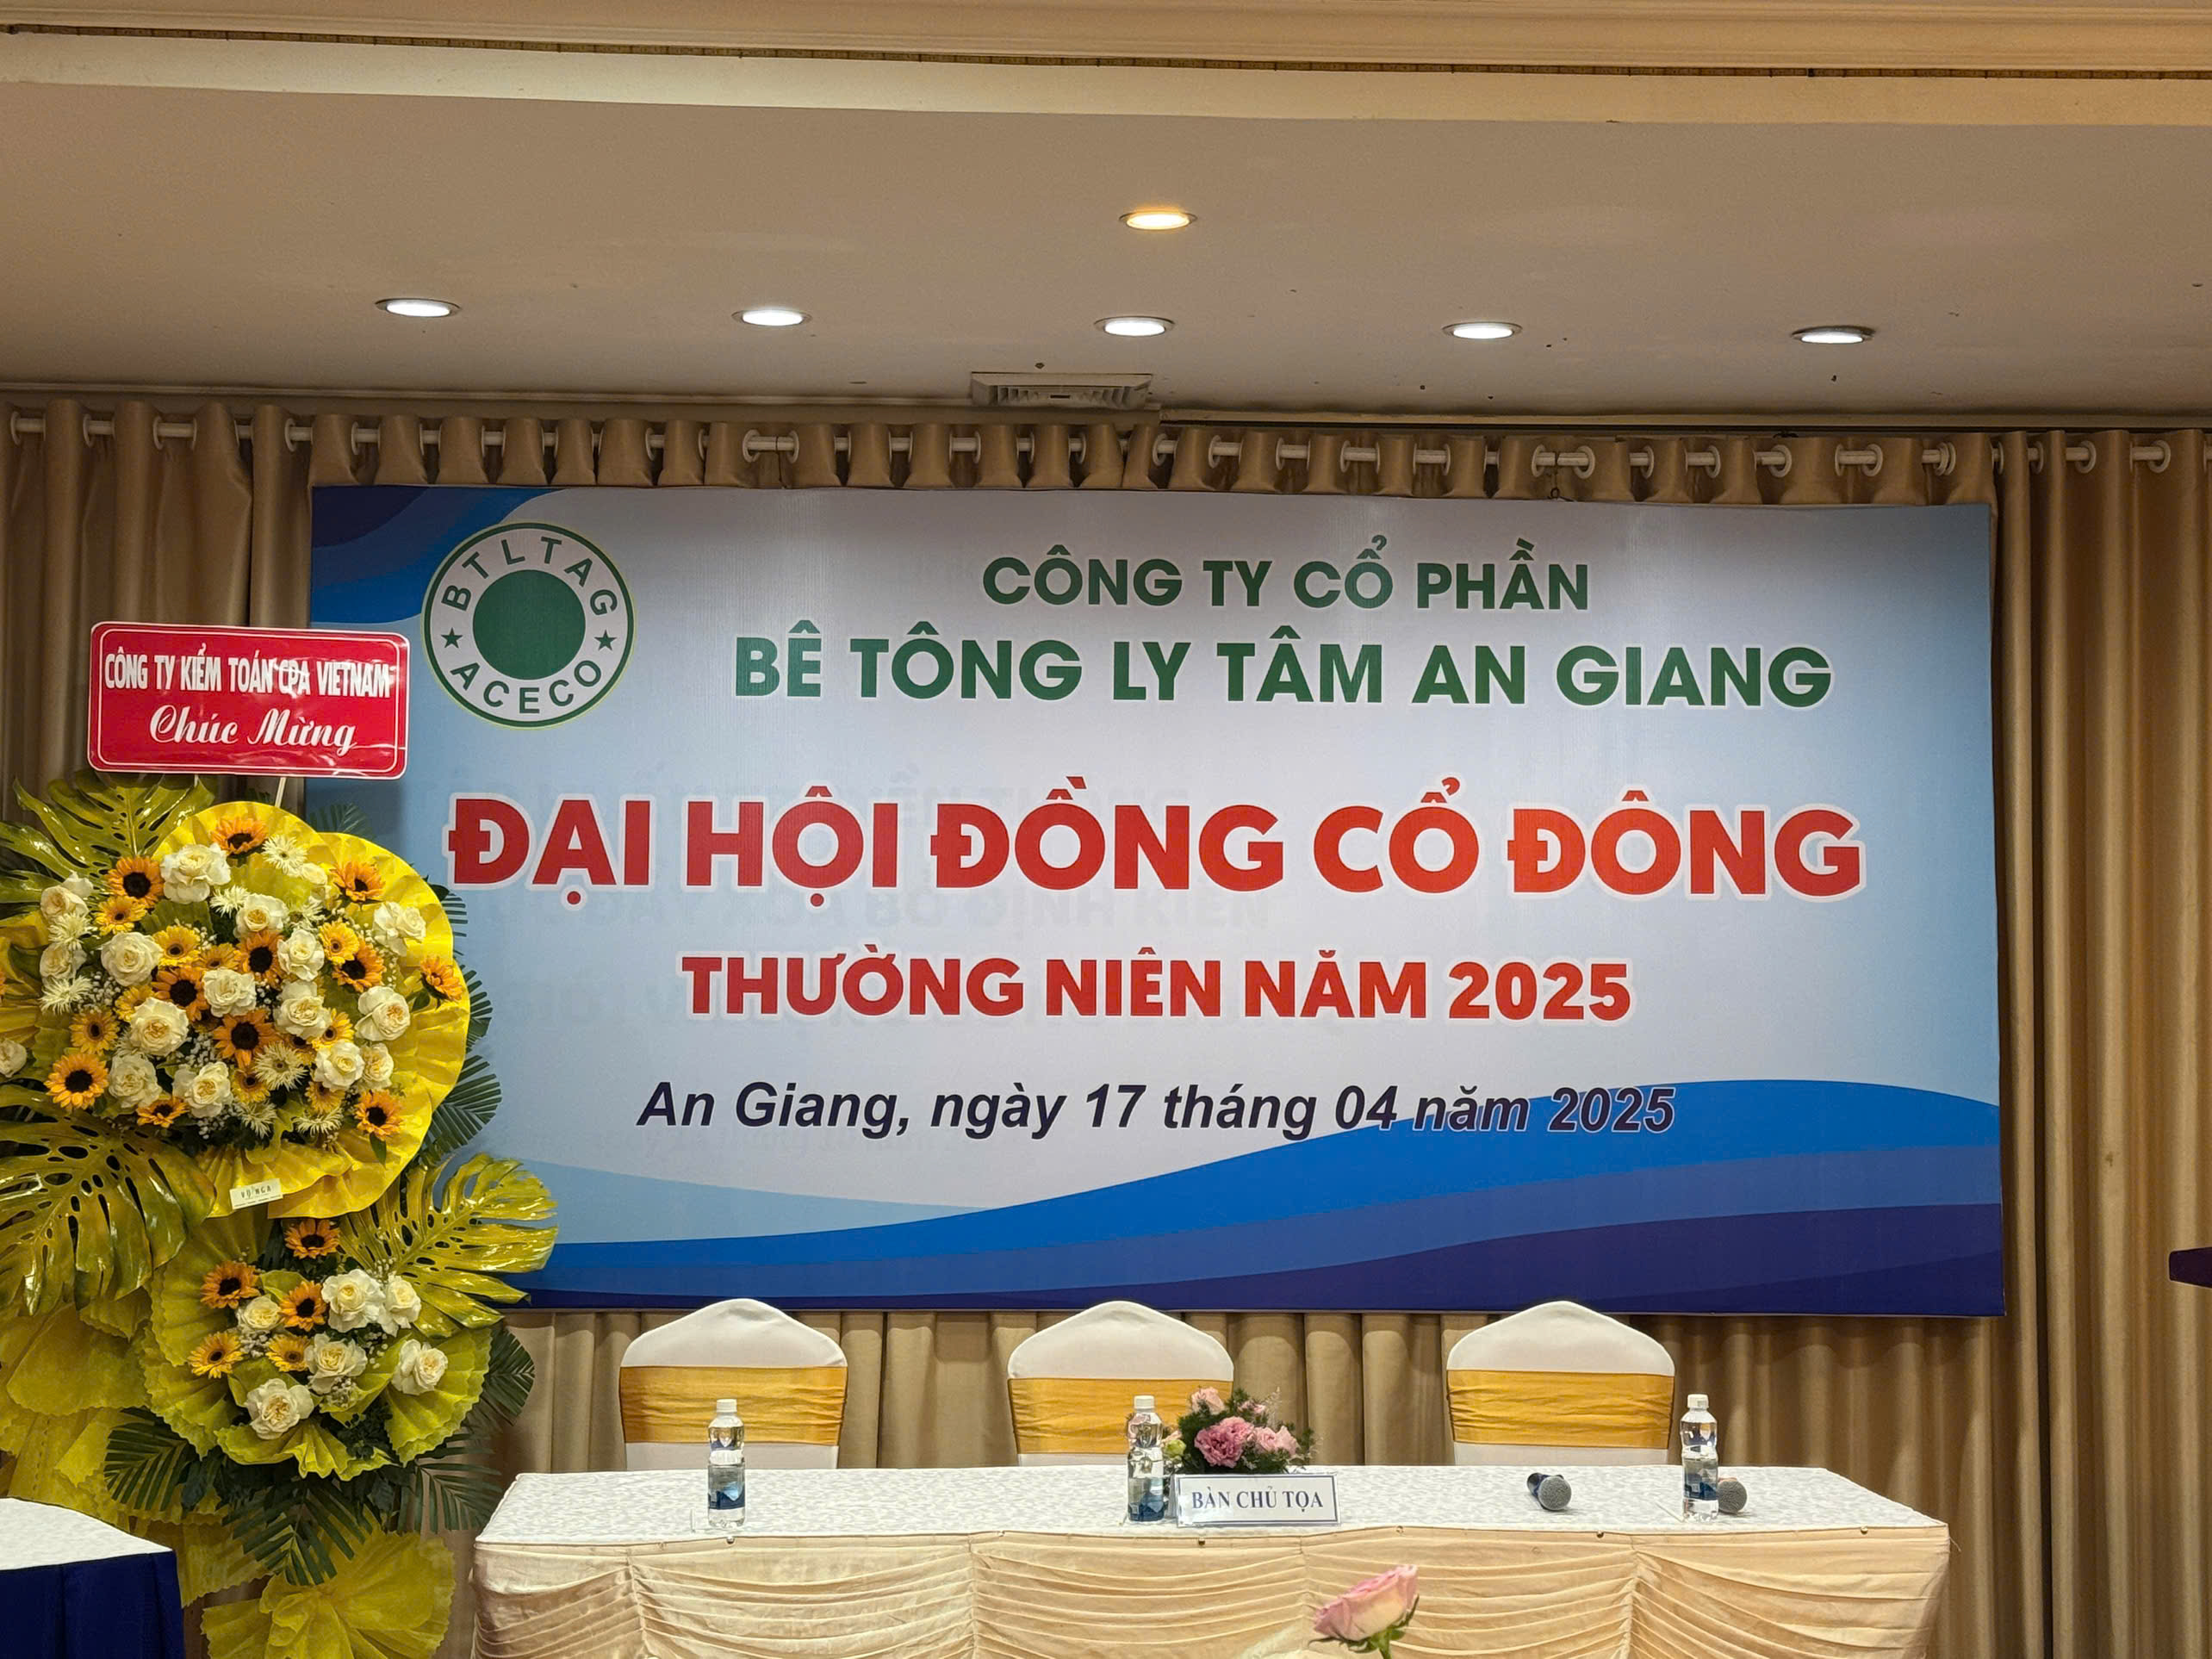 BTLTAG
ACECO
CÔNG TY CỔ PHẦN
BÊ TÔNG LY TÂM AN GIANG
CÔNG TY KIỂM TOÁN CPA VIETNAM
Chúc Mừng
ĐẠI HỘI ĐỒNG CỔ ĐÔNG
THƯỜNG NIÊN NĂM 2025
An Giang, ngày 17 tháng 04 năm 2025
BÀN CHỦ TỌA